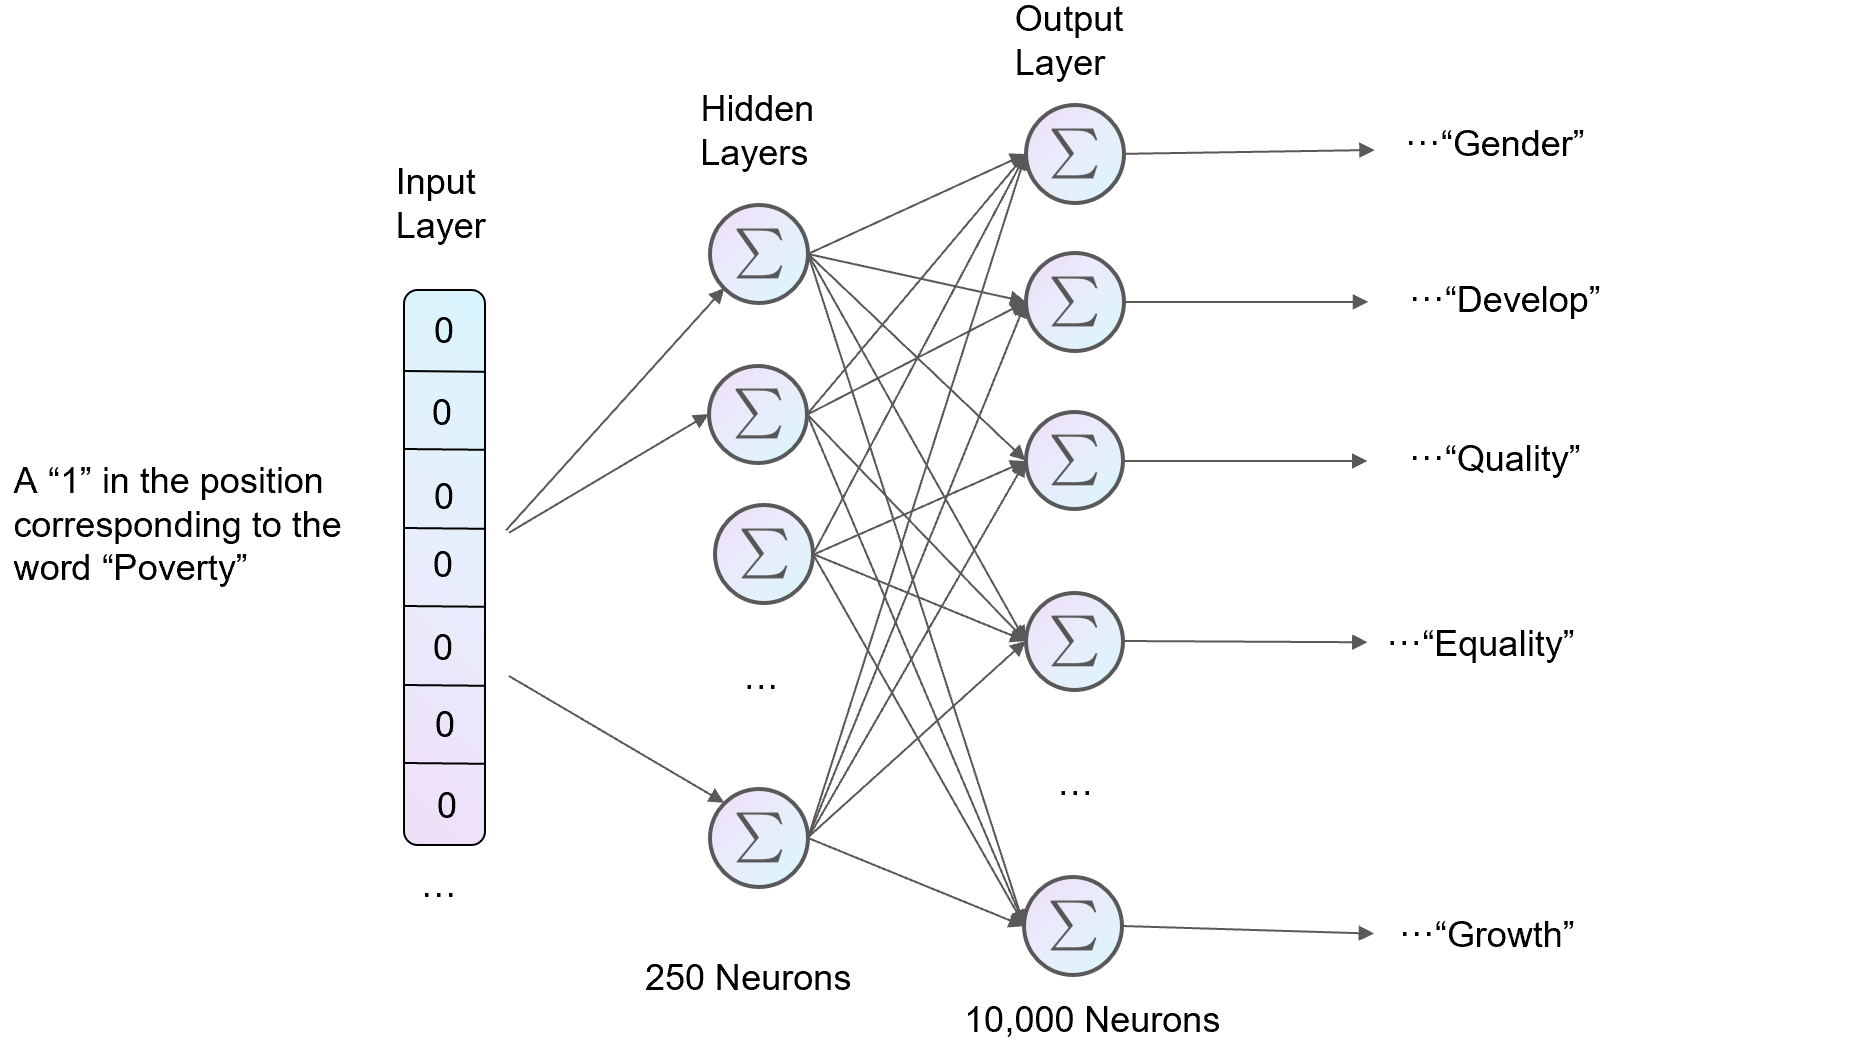 Output
Layer
Hidden
Layers
Input
Layer
A “1” in the position
corresponding to the
word “Poverty”
0
0
0
0
0
0
0
...
Σ
Σ
Σ
...
Σ
250 Neurons
Σ
Σ
Σ
Σ
...
Σ
10,000 Neurons
...“Gender”
...“Develop”
...“Quality”
...“Equality”
...“Growth”